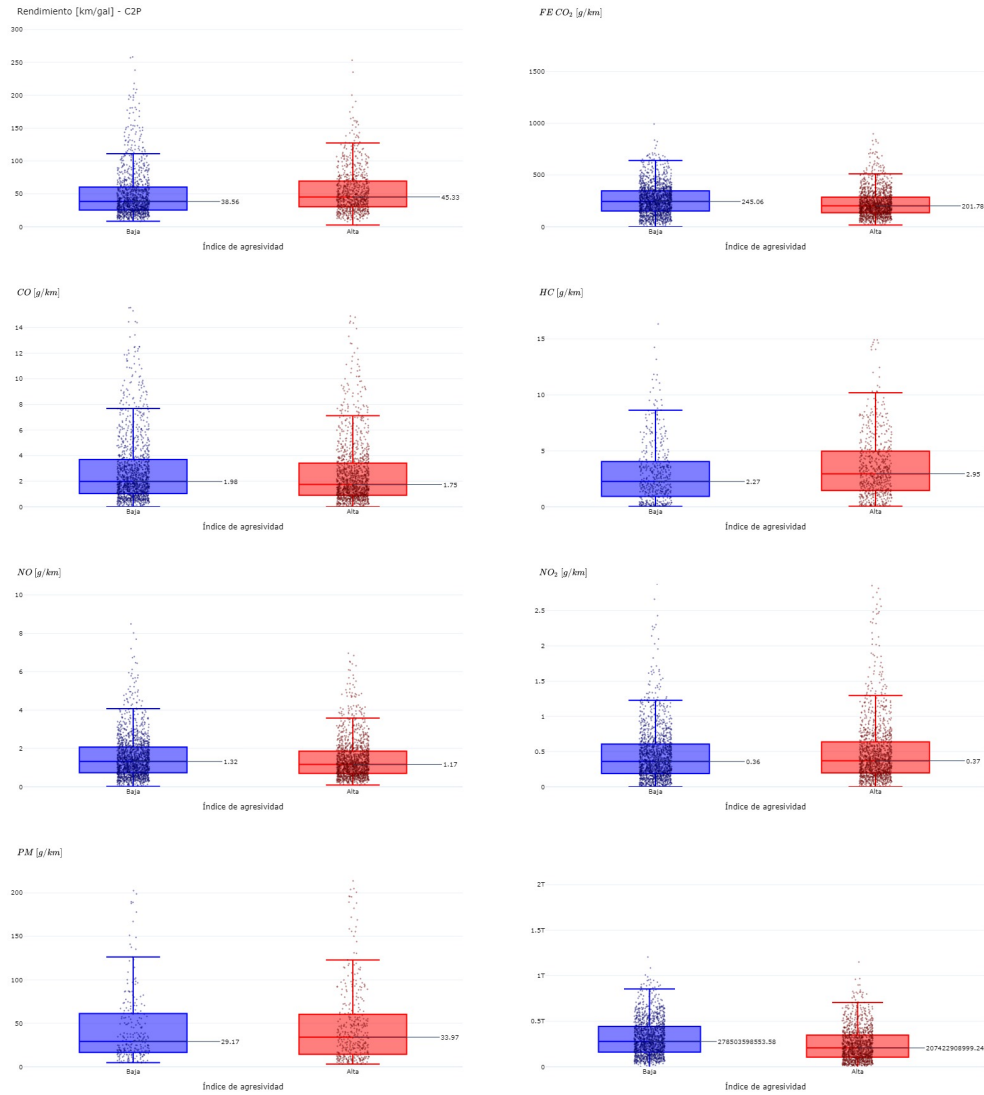 Rendimiento [km/gal] - C2P
300
250
200
150
100
50
0
38.56
45.33
Baja
Alta
Índice de agresividad
FE CO₂ [g/km]
1500
1000
500
0
245.06
201.78
Baja
Alta
Índice de agresividad
CO [g/km]
14
12
10
8
6
4
2
0
1.98
1.75
Baja
Alta
Índice de agresividad
HC [g/km]
15
10
5
0
2.27
2.95
Baja
Alta
Índice de agresividad
NO [g/km]
10
8
6
4
2
0
1.32
1.17
Baja
Alta
Índice de agresividad
NO₂ [g/km]
2.5
2
1.5
1
0.5
0
0.36
0.37
Baja
Alta
Índice de agresividad
PM [g/km]
200
150
100
50
0
29.17
33.97
Baja
Alta
Índice de agresividad
2T
1.5T
1T
0.5T
0
278503598553.58
207422908999.24
Baja
Alta
Índice de agresividad